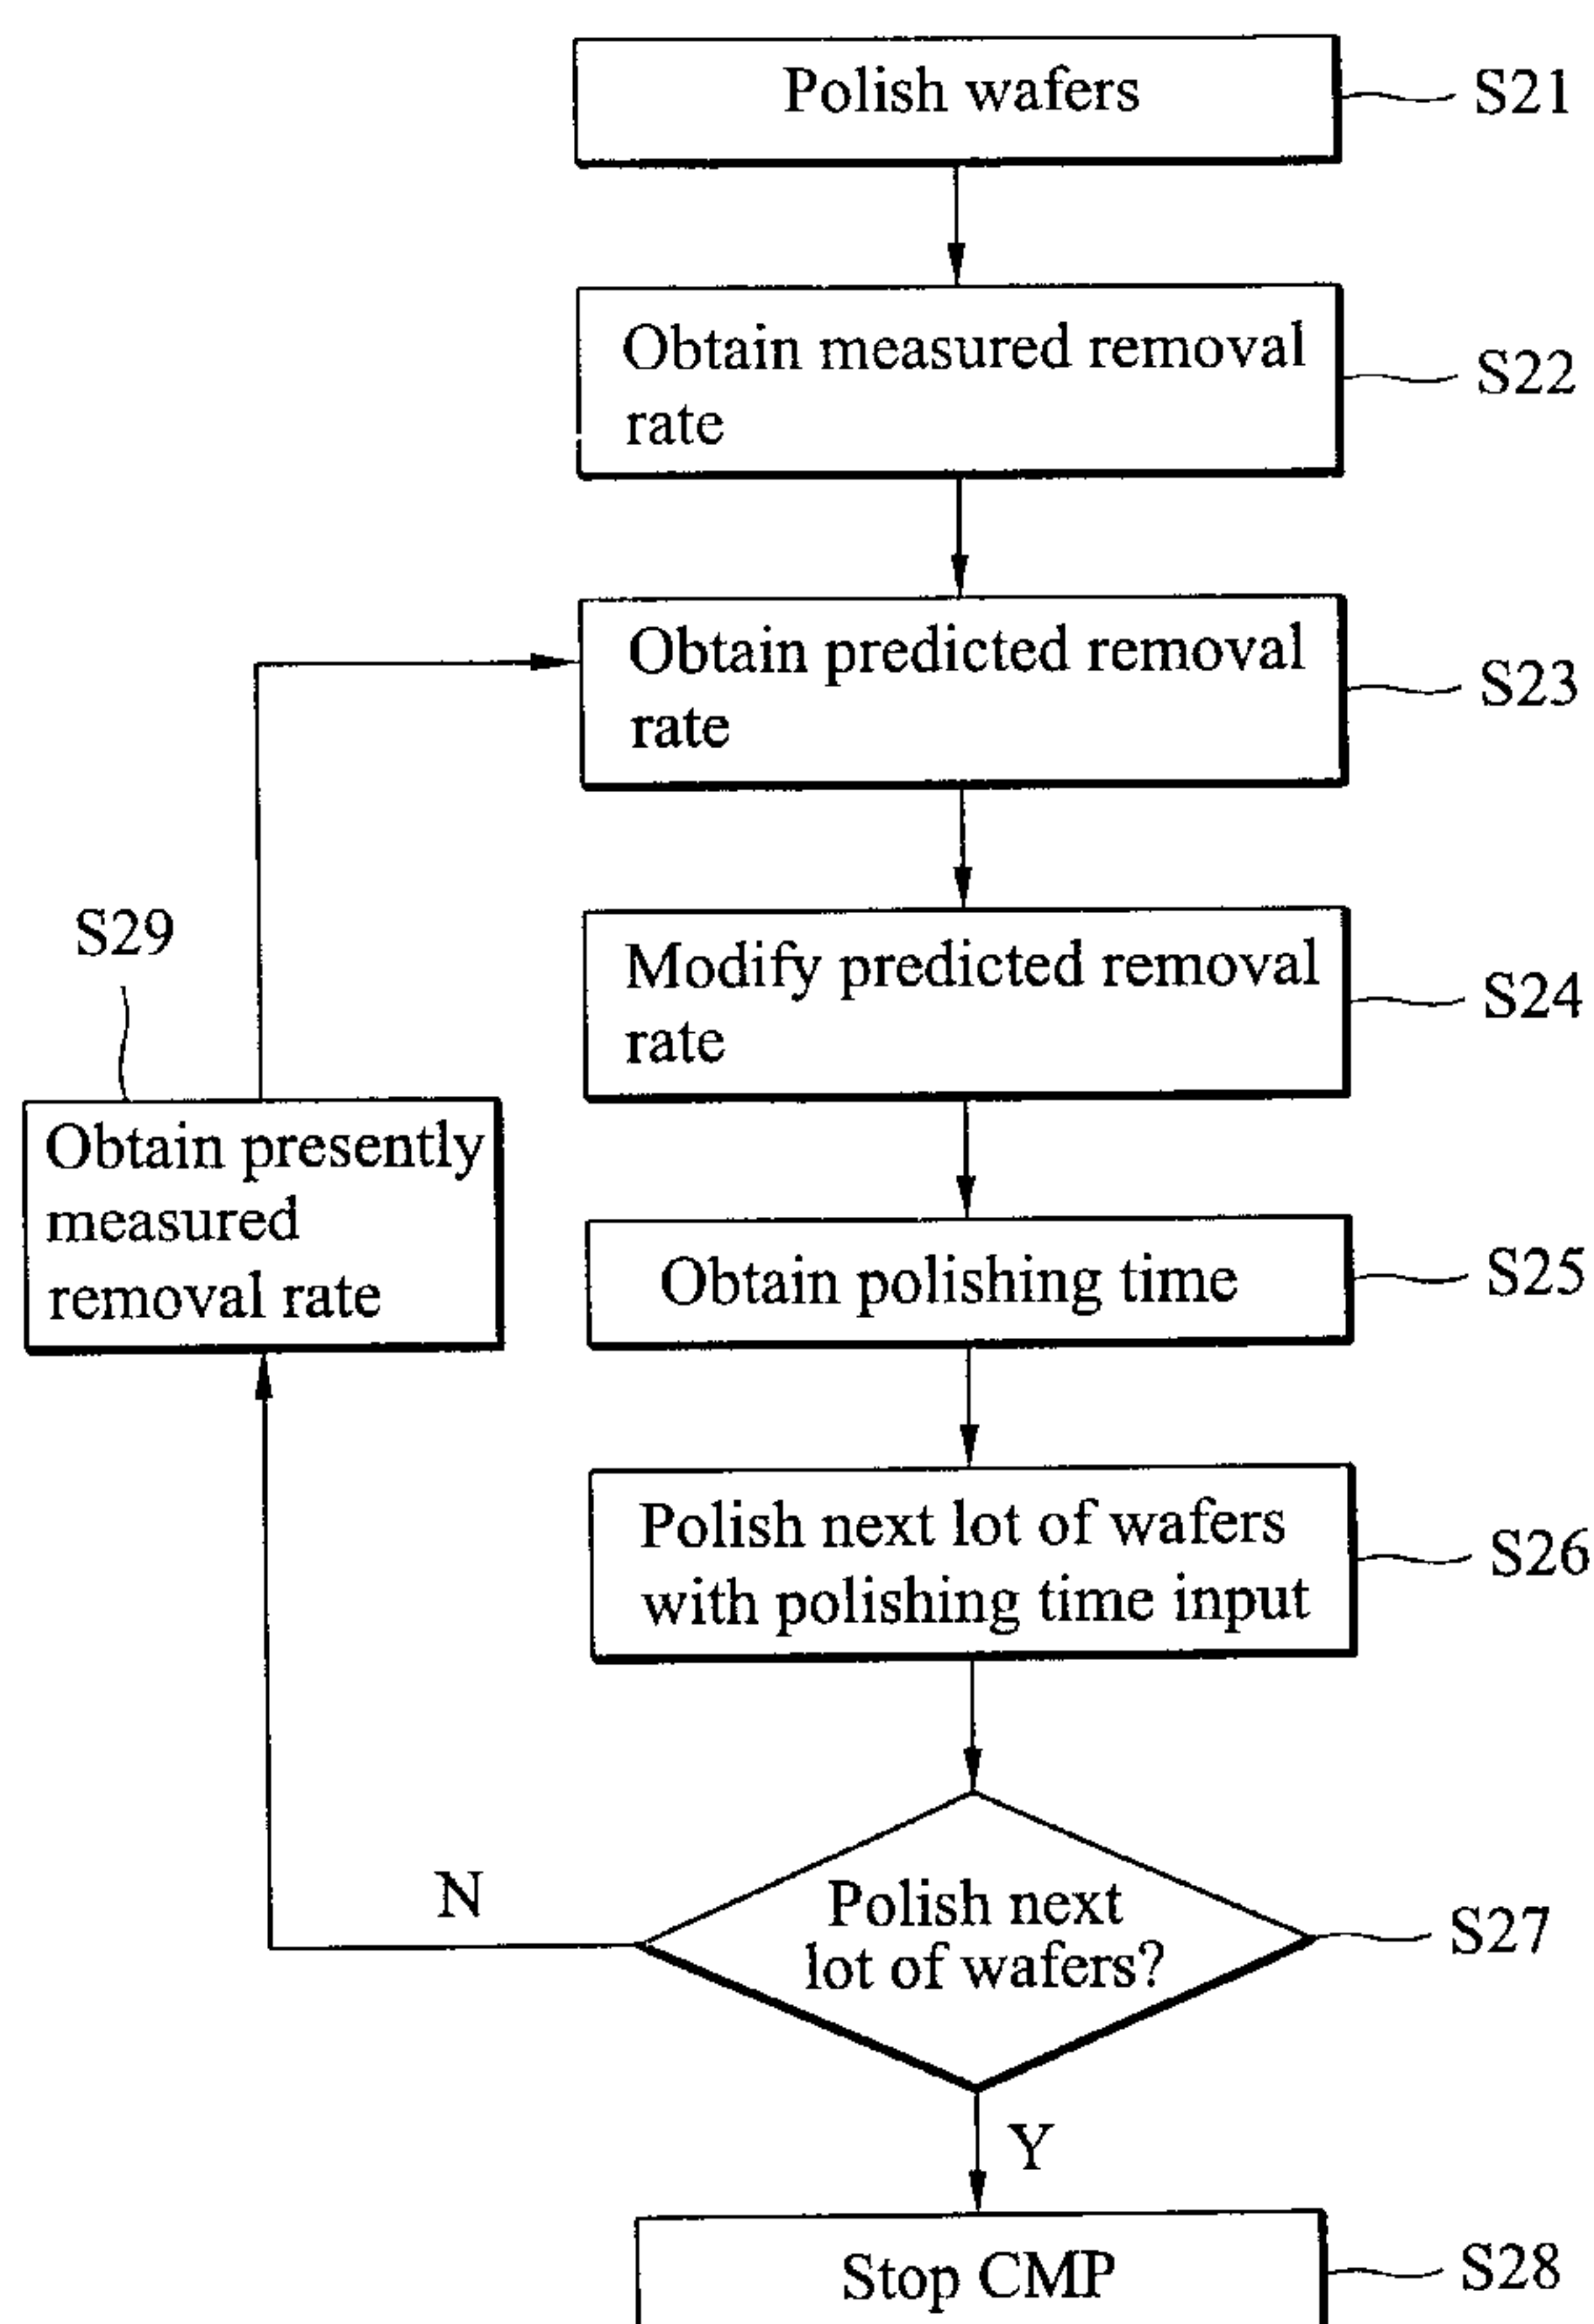 Polish wafers
S21
Obtain measured removal
rate
S22
Obtain predicted removal
rate
S23
Modify predicted removal
rate
S24
S29
Obtain presently
measured
removal rate
Obtain polishing time
S25
Polish next lot of wafers
with polishing time input
S26
N
Polish next
lot of wafers?
S27
Y
Stop CMP
S28